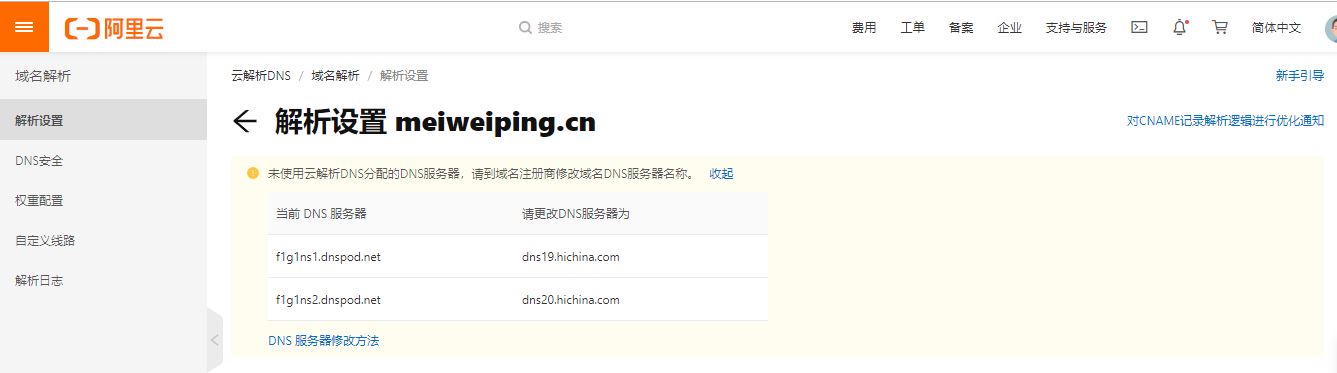 阿里云 搜索 费用 工单 备案 企业 支持与服务 简体中文
域名解析
解析设置
DNS安全
权重配置
自定义线路
解析日志
云解析DNS / 域名解析 / 解析设置 新手引导
解析设置 meiweiping.cn 对CNAME记录解析逻辑进行优化通知
未使用云解析DNS分配的DNS服务器，请到域名注册商修改域名DNS服务器名称。 收起
当前 DNS 服务器 请更改DNS服务器为
f1g1ns1.dnspod.net dns19.hichina.com
f1g1ns2.dnspod.net dns20.hichina.com
DNS 服务器修改方法